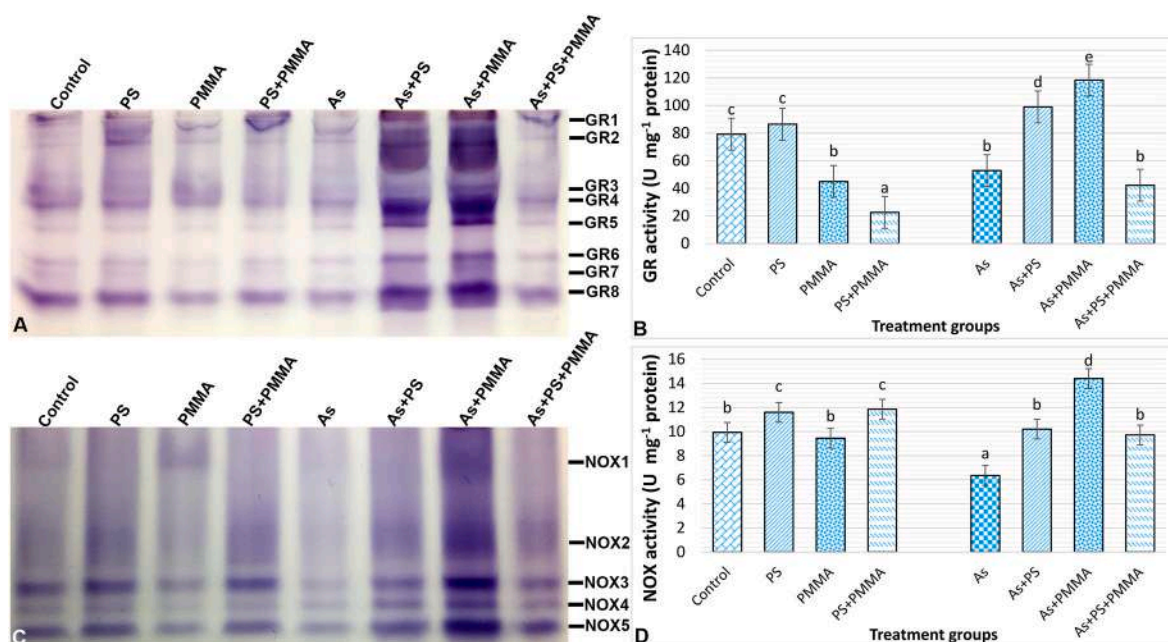 Control
PS
PMMA
PS+PMMA
As
As+PS
As+PMMA
As+PS+PMMA
GR1
GR2
GR3
GR4
GR5
GR6
GR7
GR8
A
140
120
100
80
60
40
20
0
GR activity (U mg-1 protein)
c
c
b
a
b
d
e
b
Control
PS
PMMA
PS+PMMA
As
As+PS
As+PMMA
As+PS+PMMA
B
Treatment groups
Control
PS
PMMA
PS+PMMA
As
As+PS
As+PMMA
As+PS+PMMA
NOX1
NOX2
NOX3
NOX4
NOX5
C
16
14
12
10
8
6
4
2
0
NOX activity (U mg-1 protein)
b
c
b
c
a
b
d
b
Control
PS
PMMA
PS+PMMA
As
As+PS
As+PMMA
As+PS+PMMA
D
Treatment groups